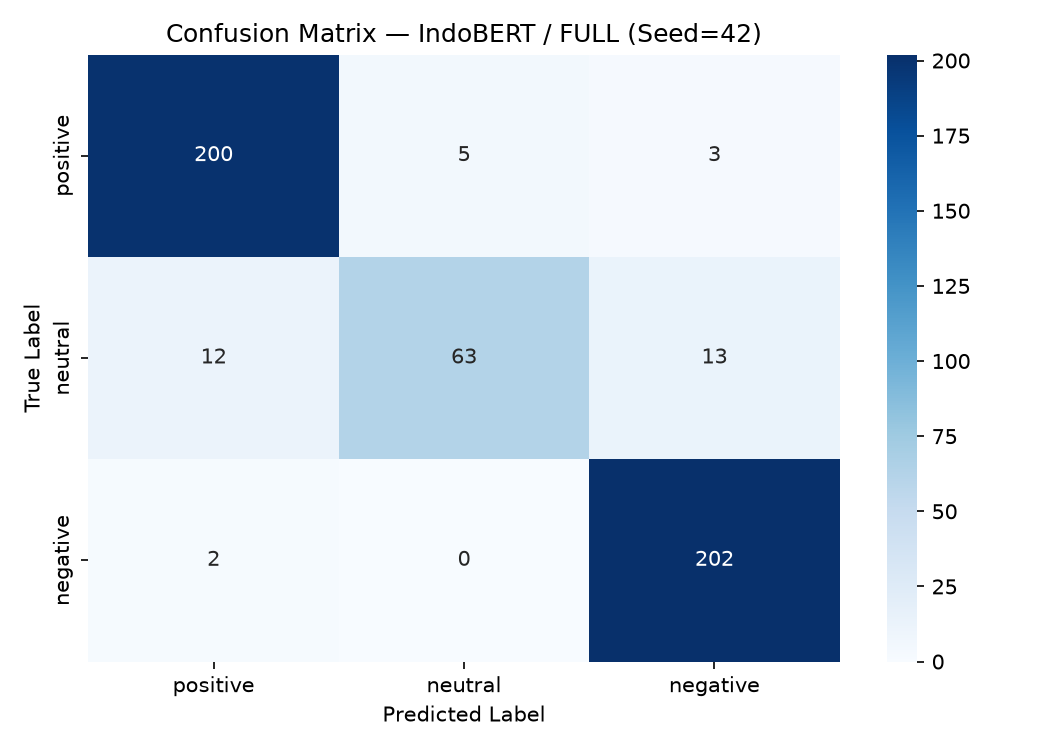 Confusion Matrix — IndoBERT / FULL (Seed=42)
True Label
positive
200
5
3
neutral
12
63
13
negative
2
0
202
positive
neutral
negative
Predicted Label
200
175
150
125
100
75
50
25
0